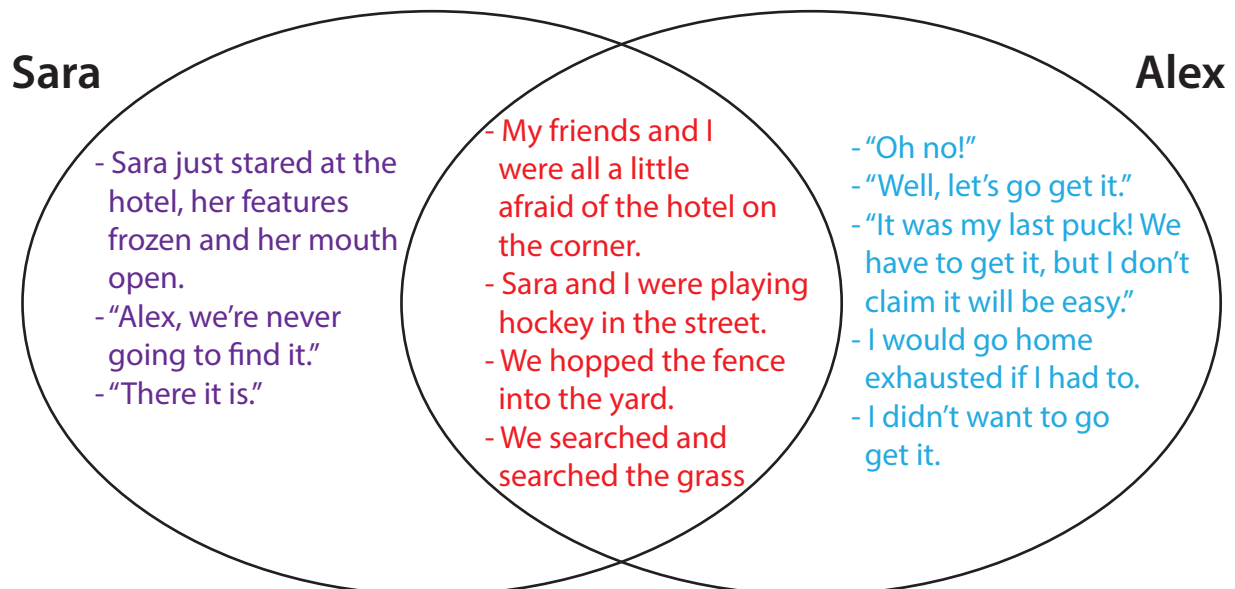 Sara
Alex
- Sara just stared at the
hotel, her features
frozen and her mouth
open.
- “Alex, we’re never
going to find it.”
- “There it is.”
- My friends and I
were all a little
afraid of the hotel on
the corner.
- Sara and I were playing
hockey in the street.
- We hopped the fence
into the yard.
- We searched and
searched the grass
- “Oh no!”
- “Well, let’s go get it.”
- “It was my last puck! We
have to get it, but I don’t
claim it will be easy.”
- I would go home
exhausted if I had to.
- I didn’t want to go
get it.